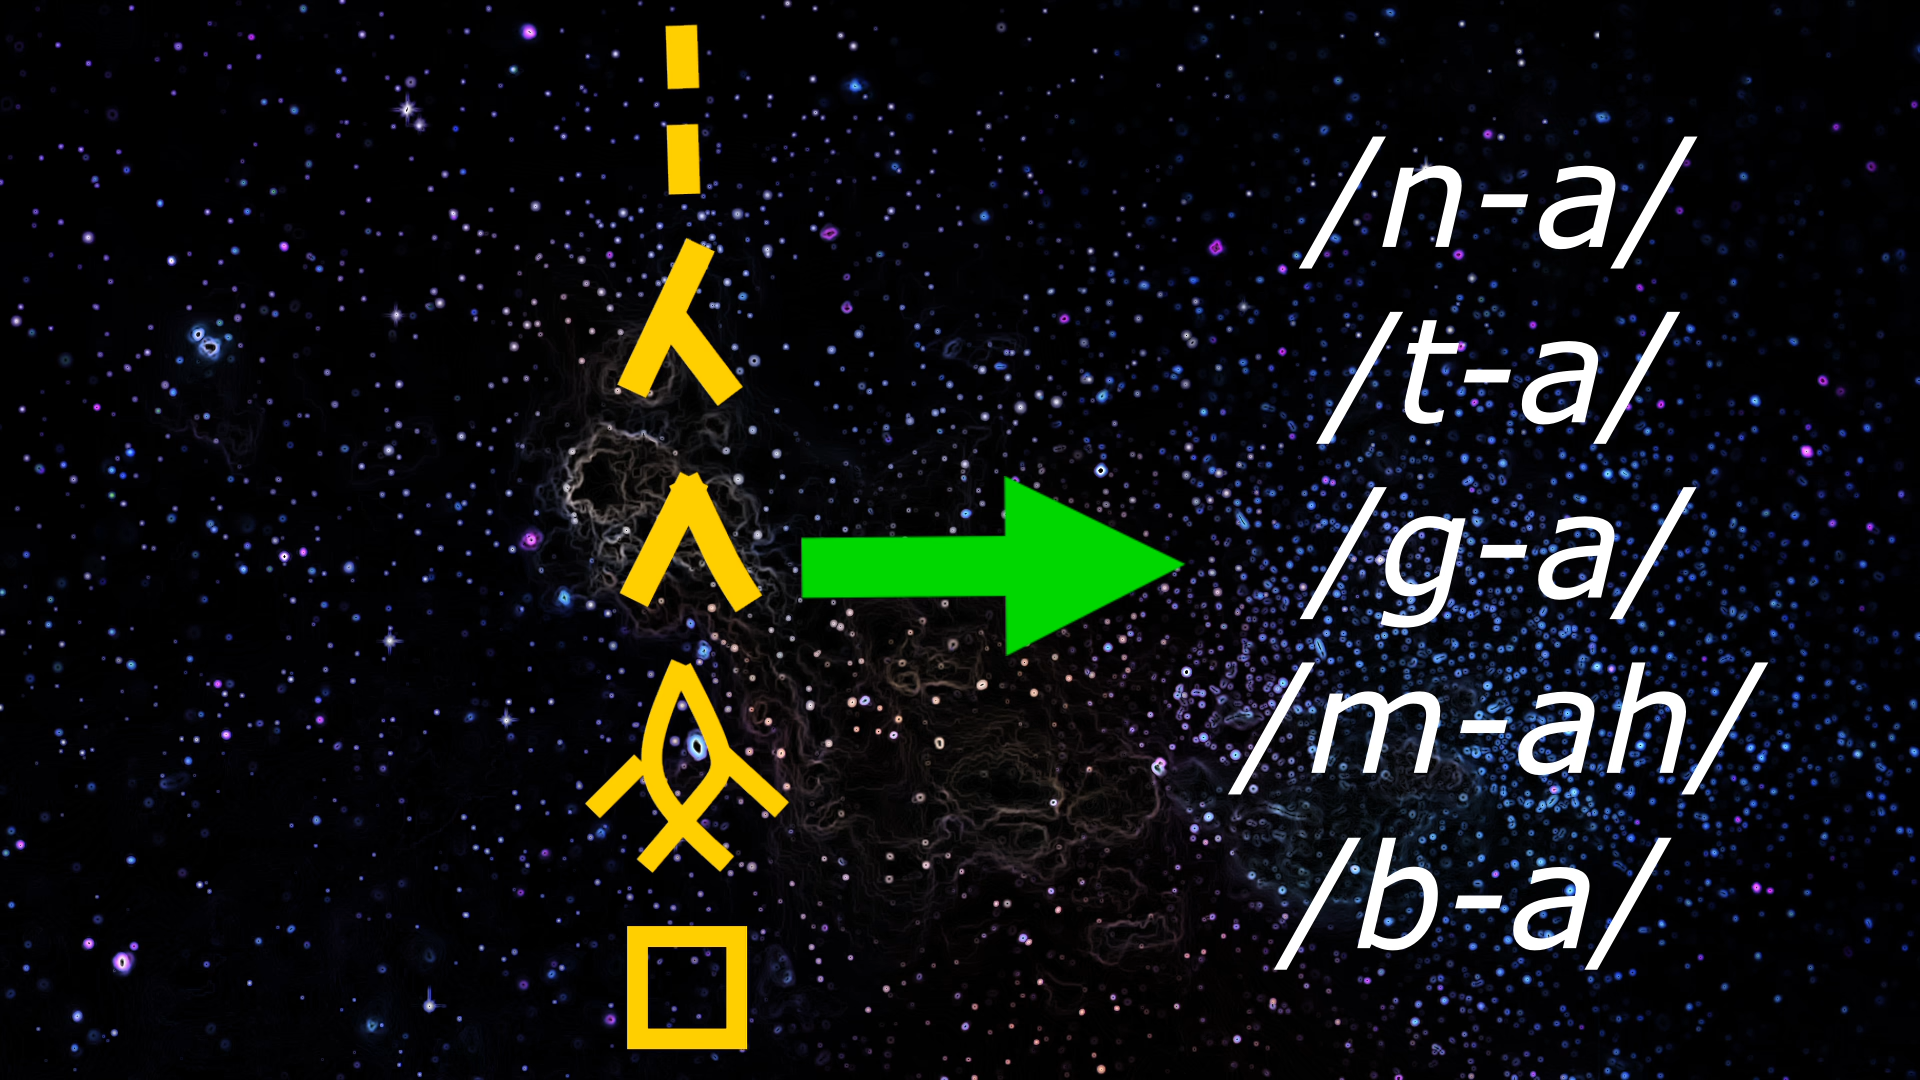 𑀢
𑀕
𑀩
/n-a/
/t-a/
/g-a/
/m-ah/
/b-a/